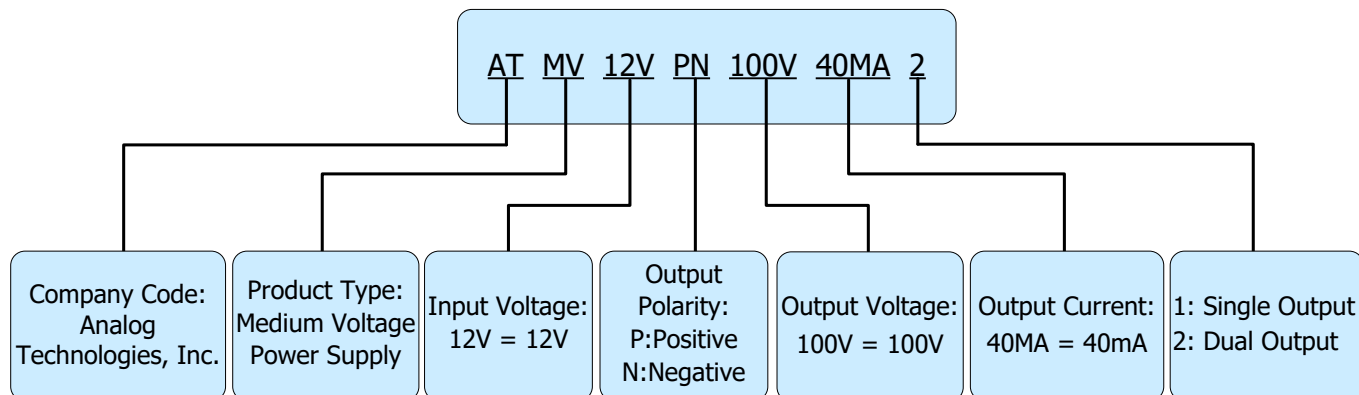 AT MV 12V PN 100V 40MA 2
Company Code:
Analog
Technologies, Inc.
Product Type:
Medium Voltage
Power Supply
Input Voltage:
12V = 12V
Output
Polarity:
P:Positive
N:Negative
Output Voltage:
100V = 100V
Output Current:
40MA = 40mA
1: Single Output
2: Dual Output